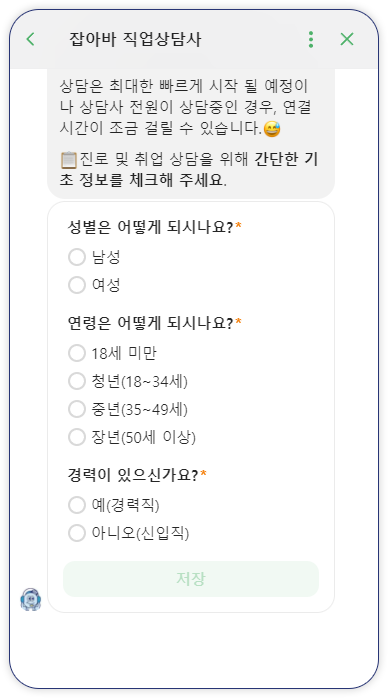 잡아바 직업상담사
상담은 최대한 빠르게 시작 될 예정이
나 상담사 전원이 상담중인 경우, 연결
시간이 조금 걸릴 수 있습니다.😅
📋진로 및 취업 상담을 위해 간단한 기
초 정보를 체크해 주세요.
성별은 어떻게 되시나요?*
남성
여성
연령은 어떻게 되시나요?*
18세 미만
청년(18~34세)
중년(35~49세)
장년(50세 이상)
경력이 있으신가요?*
예(경력직)
아니오(신입직)
저장